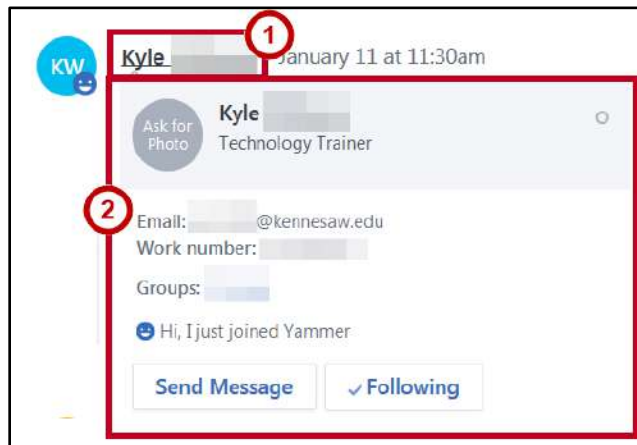 1
KW
Kyle January 11 at 11:30am
Ask for Photo
Kyle
Technology Trainer
2
Email: @kennesaw.edu
Work number:
Groups:
Hi, I just joined Yammer
Send Message
✓Following